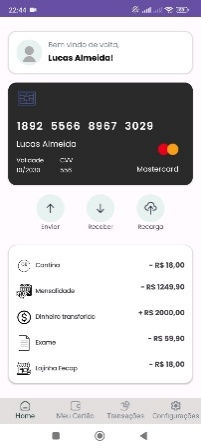 22:44
Bem vindo de volta,
Lucas Almeida!
1892 5566 8967 3029
Lucas Almeida
Validade CVV
10/2030 556
Mastercard
Enviar Receber Recarga
Cantina - R$ 18,00
Mensalidade - R$ 1249,90
Dinheiro transferido + R$ 2000,00
Exame - R$ 59,90
Lojinha Fecap - R$ 18,00
Home Meu Cartão Transações Configurações